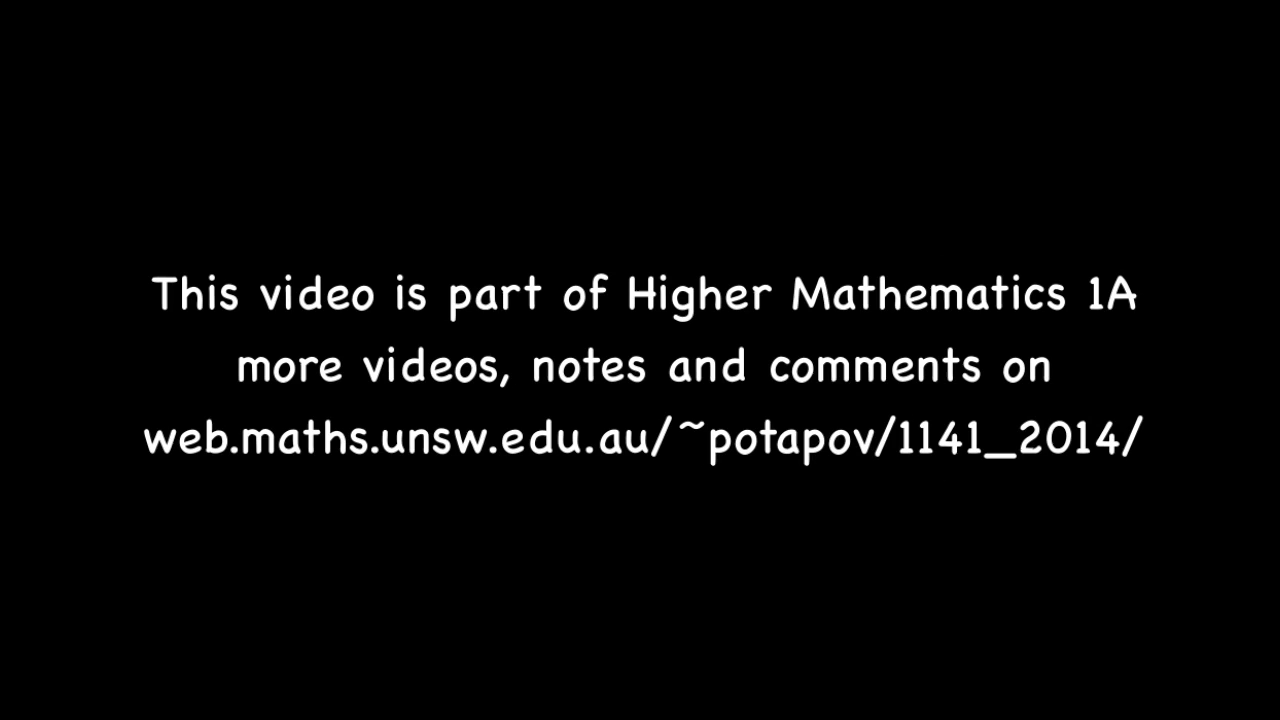 This video is part of Higher Mathematics 1A
more videos, notes and comments on
web.maths.unsw.edu.au/~potapov/1141_2014/